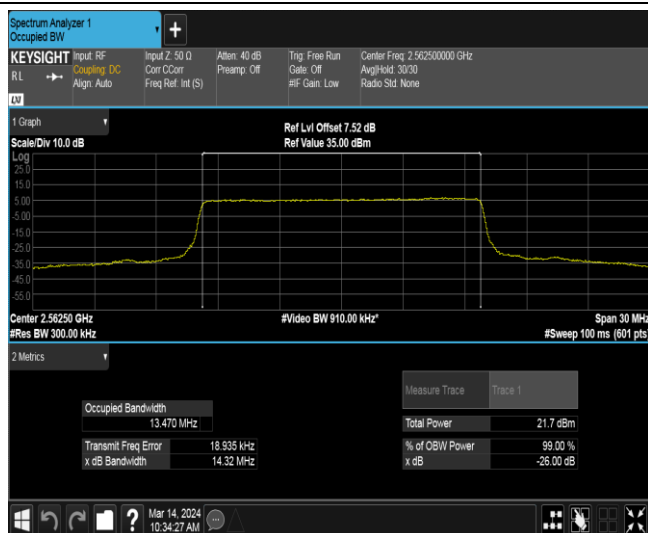 Spectrum Analyzer 1
Occupied BW
KEYSIGHT
RL
LXI
Input: RF
Coupling: DC
Align: Auto
Input Z: 50 Ω
Corr CCorr
Freq Ref: Int (S)
Atten: 40 dB
Preamp: Off
Trig: Free Run
Gate: Off
#IF Gain: Low
Center Freq: 2.562500000 GHz
Avg|Hold: 30/30
Radio Std: None
1 Graph
Scale/Div 10.0 dB
Ref Lvl Offset 7.52 dB
Ref Value 35.00 dBm
Log
25.0
15.0
5.00
-5.00
-15.0
-25.0
-35.0
-45.0
-55.0
Center 2.56250 GHz
#Video BW 910.00 kHz*
Span 30 MHz
#Res BW 300.00 kHz
#Sweep 100 ms (601 pts)
2 Metrics
Measure Trace Trace 1
Occupied Bandwidth
13.470 MHz
Total Power 21.7 dBm
Transmit Freq Error 18.935 kHz
% of OBW Power 99.00 %
x dB Bandwidth 14.32 MHz
x dB -26.00 dB
?
Mar 14, 2024
10:34:27 AM